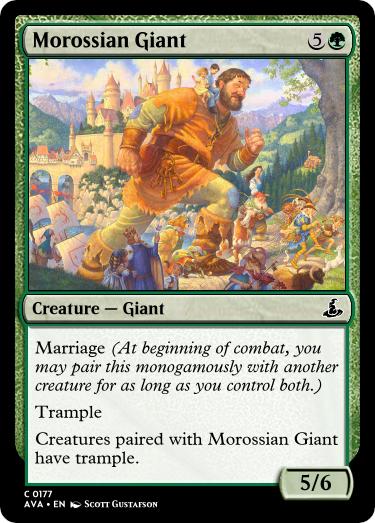 Morossian Giant 5
Creature — Giant
Marriage (At beginning of combat, you
may pair this monogamously with another
creature for as long as you control both.)
Trample
Creatures paired with Morossian Giant
have trample.
5/6
C 0177
AVA • EN Scott Gustafson